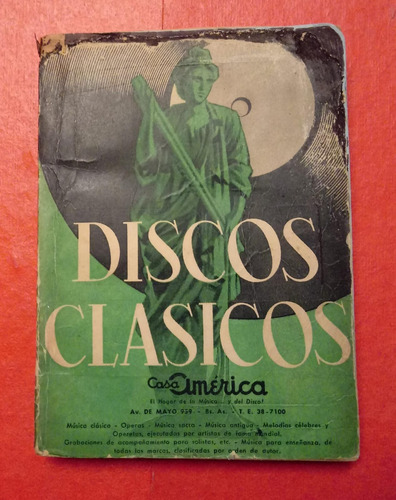 DISCOS
CLASICOS
Casa América
El Hogar de la Música... y del Disco!
Av. DE MAYO 959 - Bs. As. - T. E. 38-7100
Música clásica - Operas - Música sacra - Música antigua - Melodías célebres y
Operetas, ejecutadas por artistas de fama mundial.
Grabaciones de acompañamiento para solistas, etc. - Música para enseñanza, de
todas las marcas, clasificadas por orden de autor.